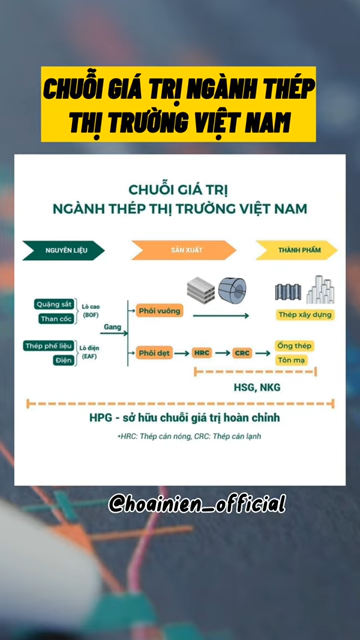 CHUỖI GIÁ TRỊ NGÀNH THÉP
THỊ TRƯỜNG VIỆT NAM
CHUỖI GIÁ TRỊ
NGÀNH THÉP THỊ TRƯỜNG VIỆT NAM
NGUYÊN LIỆU
SẢN XUẤT
THÀNH PHẨM
Quặng sắt
Than cốc
Lò cao
(BOF)
Thép phế liệu
Điện
Lò điện
(EAF)
Gang
Phôi vuông
Thép xây dựng
Phôi dẹt
HRC
CRC
Ống thép
Tôn mạ
HSG, NKG
HPG - sở hữu chuỗi giá trị hoàn chỉnh
*HRC: Thép cán nóng, CRC: Thép cán lạnh
@hoainien_official